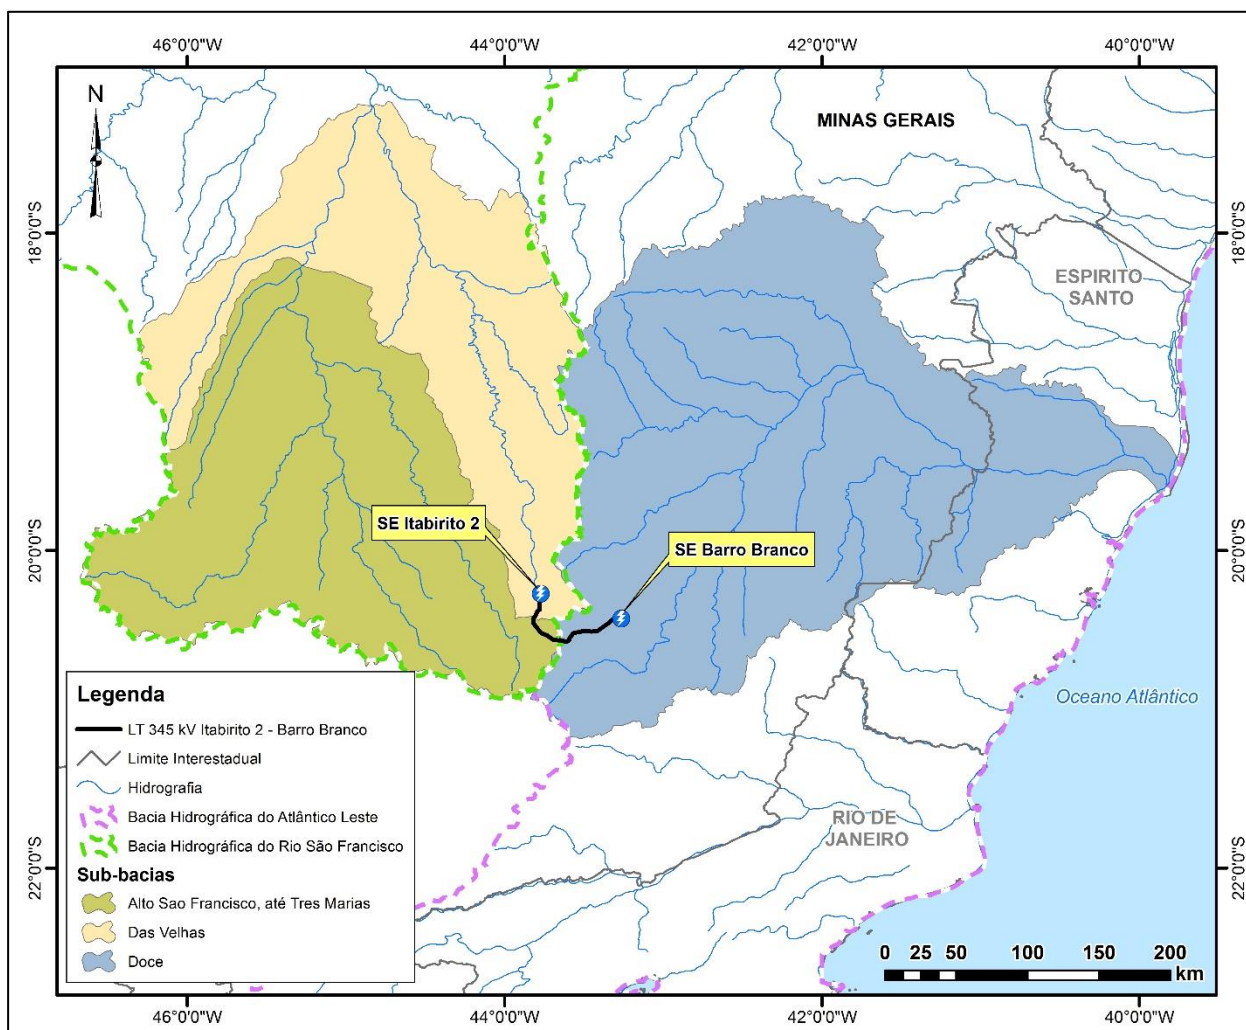 46°0'0"W 44°0'0"W 42°0'0"W 40°0'0"W
N
MINAS GERAIS
18°0'0"S
18°0'0"S
ESPIRITO
SANTO
SE Itabirito 2
SE Barro Branco
20°0'0"S
20°0'0"S
Oceano Atlântico
RIO DE
JANEIRO
22°0'0"S
22°0'0"S
Legenda
LT 345 kV Itabirito 2 - Barro Branco
Limite Interestadual
Hidrografia
Bacia Hidrográfica do Atlântico Leste
Bacia Hidrográfica do Rio São Francisco
Sub-bacias
Alto Sao Francisco, até Tres Marias
Das Velhas
Doce
0 25 50 100 150 200
km
46°0'0"W 44°0'0"W 42°0'0"W 40°0'0"W